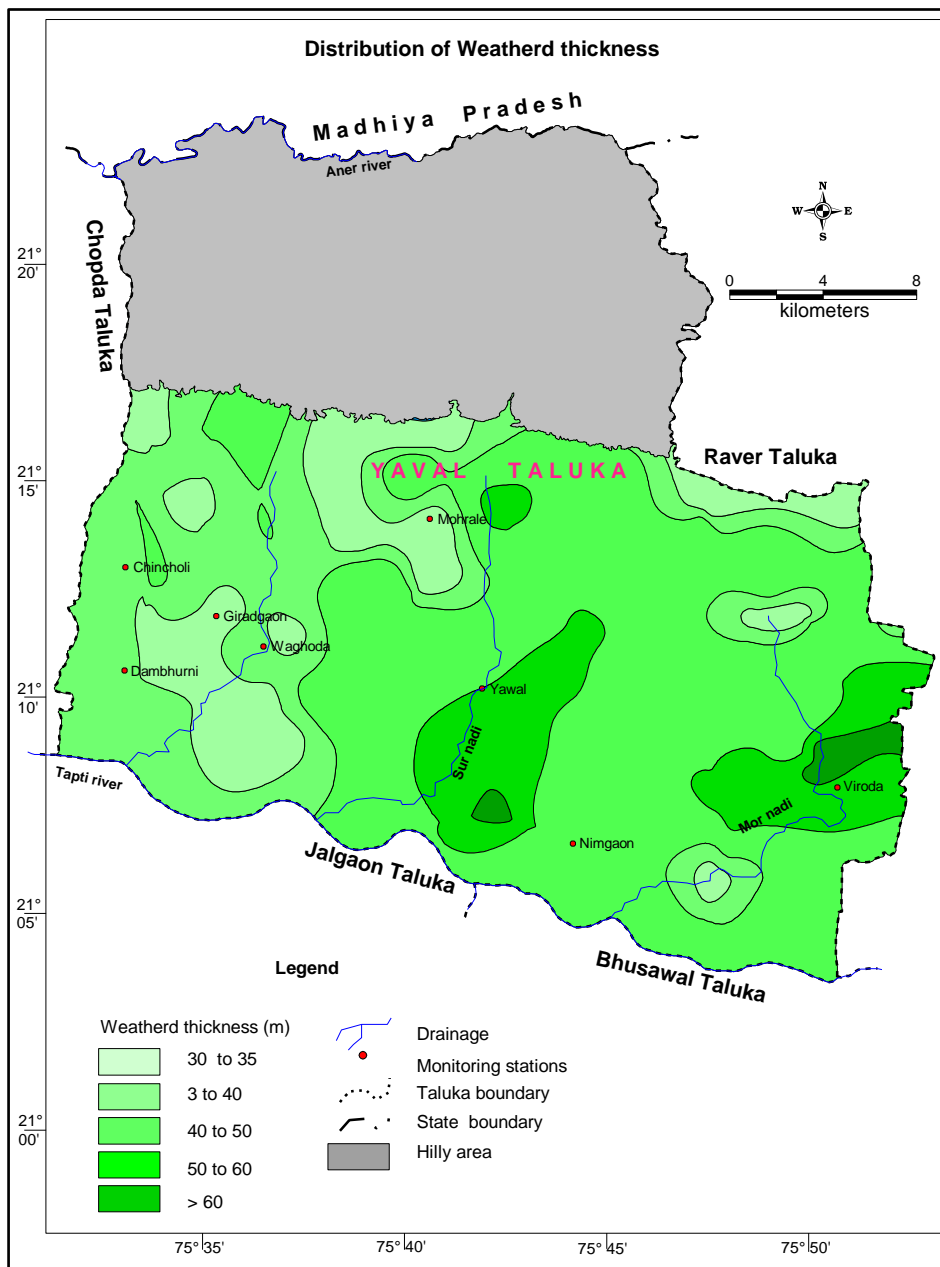 Distribution of Weatherd thickness
Madhiya Pradesh
Aner river
N
W E
S
Chopda Taluka
21°
20'
0 4 8
kilometers
Raver Taluka
YAVAL TALUKA
21°
15'
Mohrale
Chincholi
Giradgaon
Waghoda
Dambhurni
21°
10'
Yawal
Sur nadi
Tapti river
Viroda
Mor nadi
Nimgaon
Jalgaon Taluka
21°
05'
Bhusawal Taluka
Legend
Weatherd thickness (m)
30 to 35
3 to 40
40 to 50
50 to 60
> 60
Drainage
Monitoring stations
Taluka boundary
State boundary
Hilly area
21°
00'
75° 35' 75° 40' 75° 45' 75° 50'